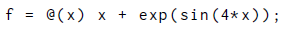 f = @(x) x + exp(sin(4*x));